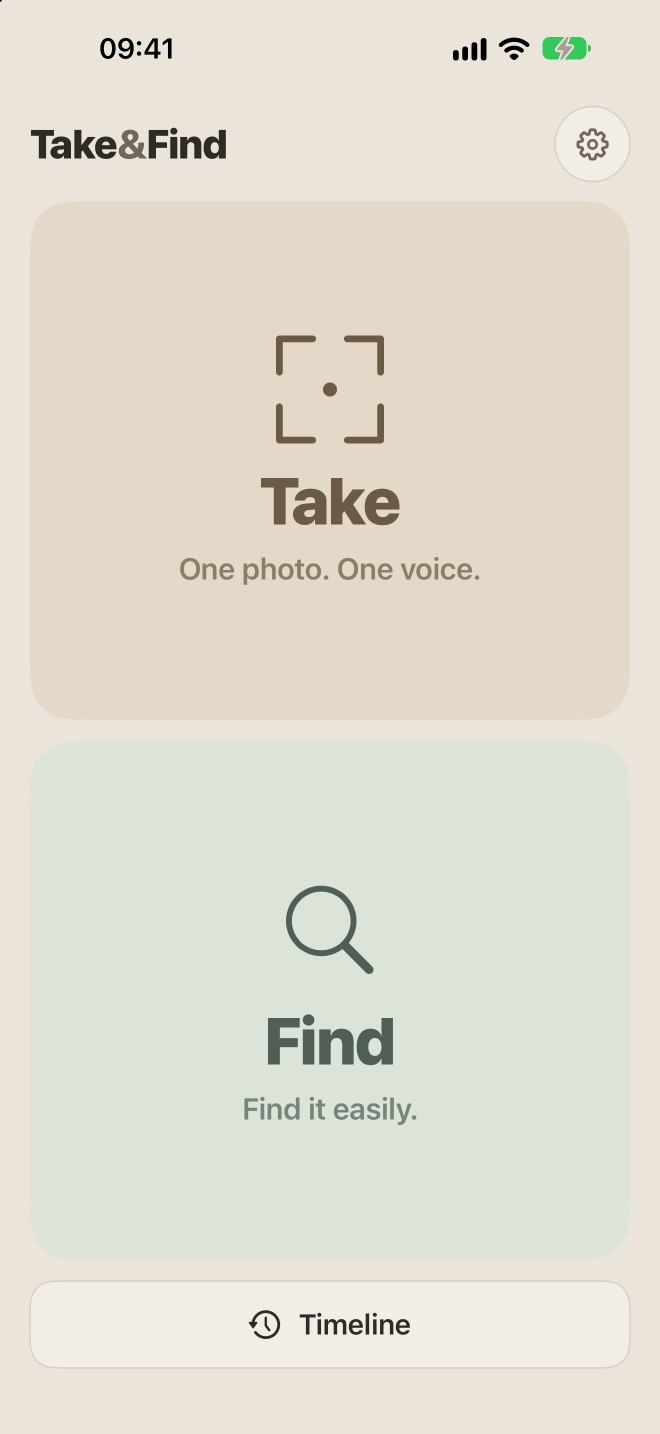 09:41
Take&Find
Take
One photo. One voice.
Find
Find it easily.
Timeline